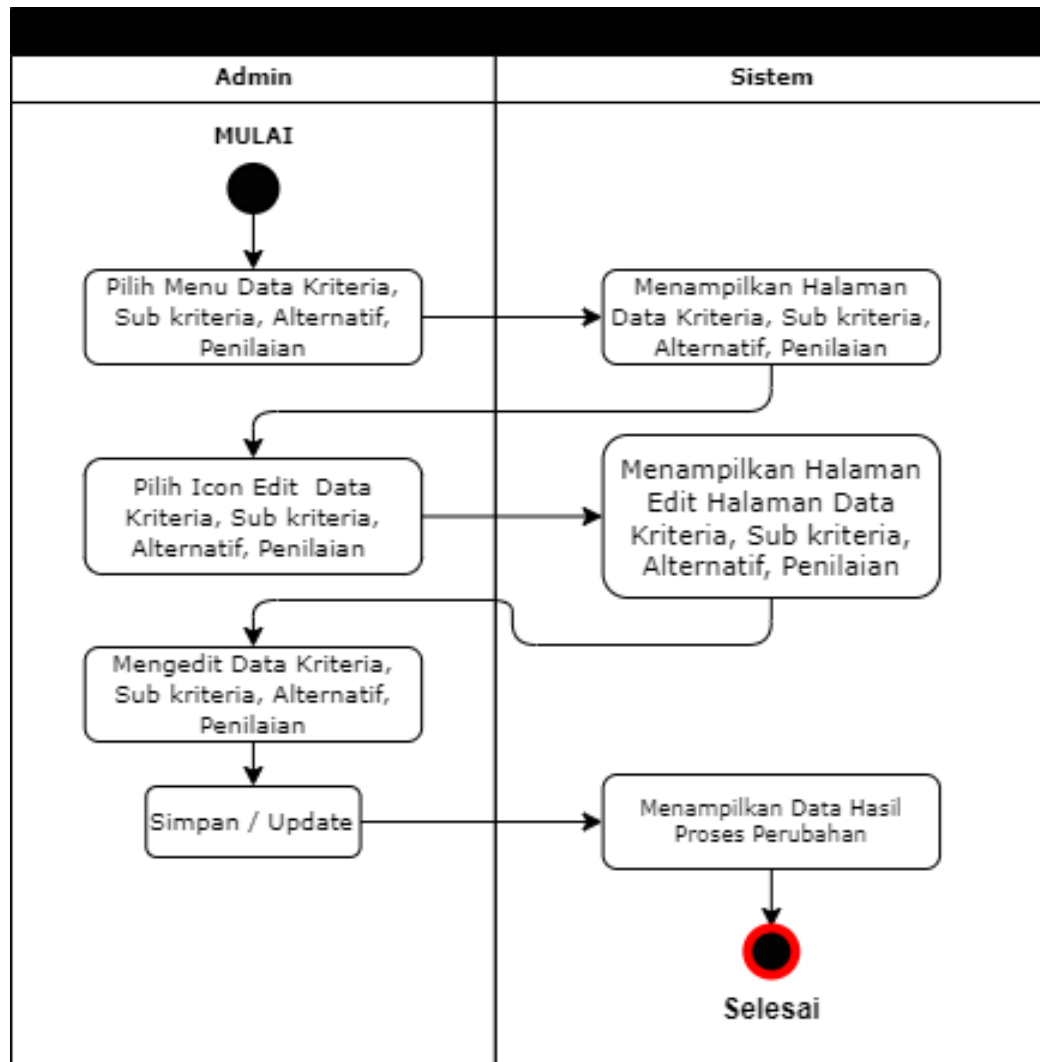 Admin
Sistem
MULAI
Pilih Menu Data Kriteria,
Sub kriteria, Alternatif,
Penilaian
Menampilkan Halaman
Data Kriteria, Sub kriteria,
Alternatif, Penilaian
Pilih Icon Edit  Data
Kriteria, Sub kriteria,
Alternatif, Penilaian
Menampilkan Halaman
Edit Halaman Data
Kriteria, Sub kriteria,
Alternatif, Penilaian
Mengedit Data Kriteria,
Sub kriteria, Alternatif,
Penilaian
Simpan / Update
Menampilkan Data Hasil
Proses Perubahan
Selesai